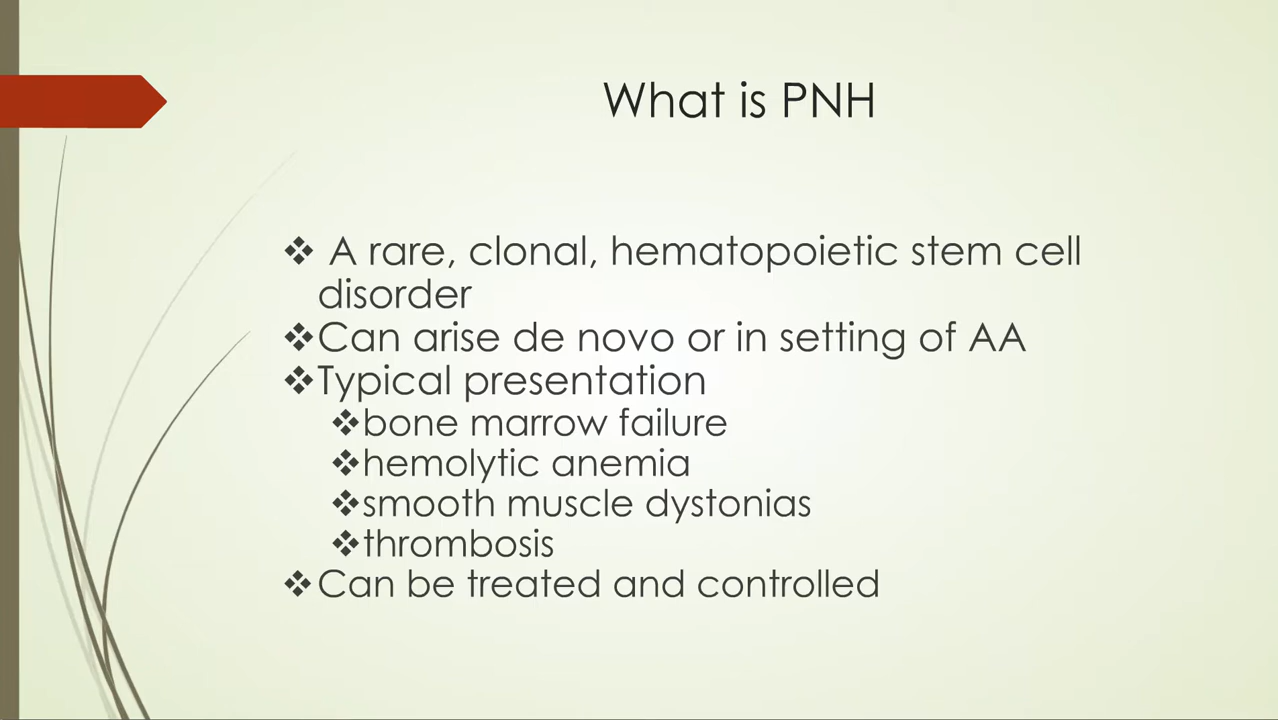 What is PNH
❖ A rare, clonal, hematopoietic stem cell
disorder
❖Can arise de novo or in setting of AA
❖Typical presentation
❖bone marrow failure
❖hemolytic anemia
❖smooth muscle dystonias
❖thrombosis
❖Can be treated and controlled